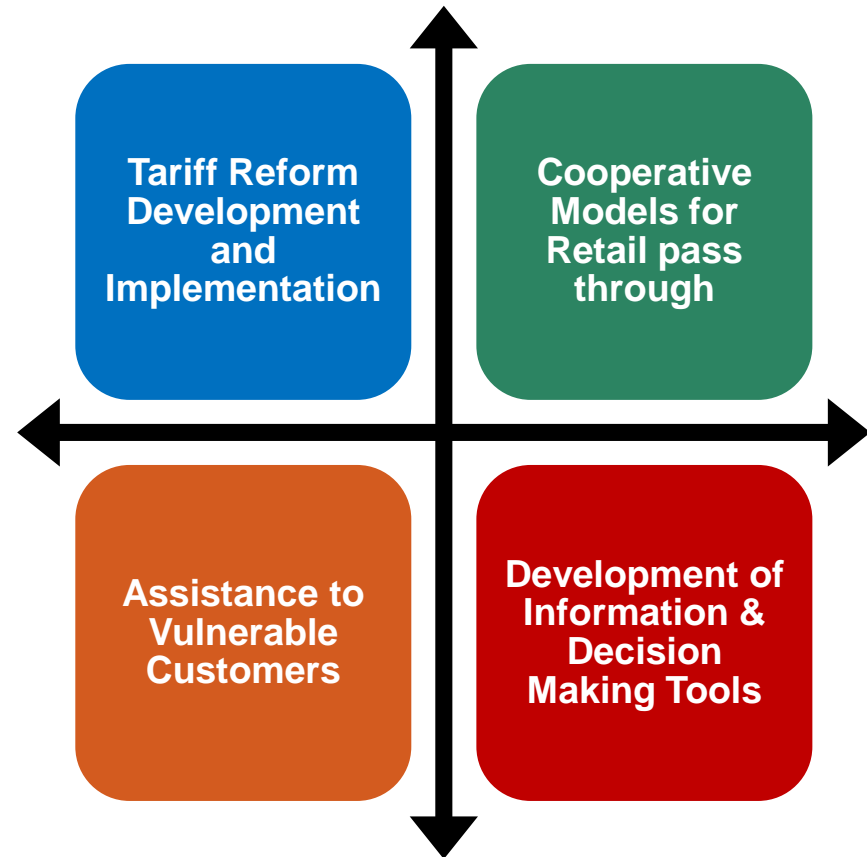 Tariff Reform
Development
and
Implementation
Cooperative
Models for
Retail pass
through
Assistance to
Vulnerable
Customers
Development of
Information &
Decision
Making Tools